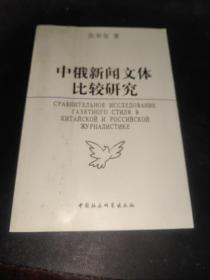 著
中俄新闻文体
比较研究
СРАВНИТЕЛЬНОЕ ИССЛЕДОВАНИЕ
ГАЗЕТНОГО СТИЛЯ В
КИТАЙСКОЙ И РОССИЙСКОЙ
ЖУРНАЛИСТИКЕ
中国社会科学出版社